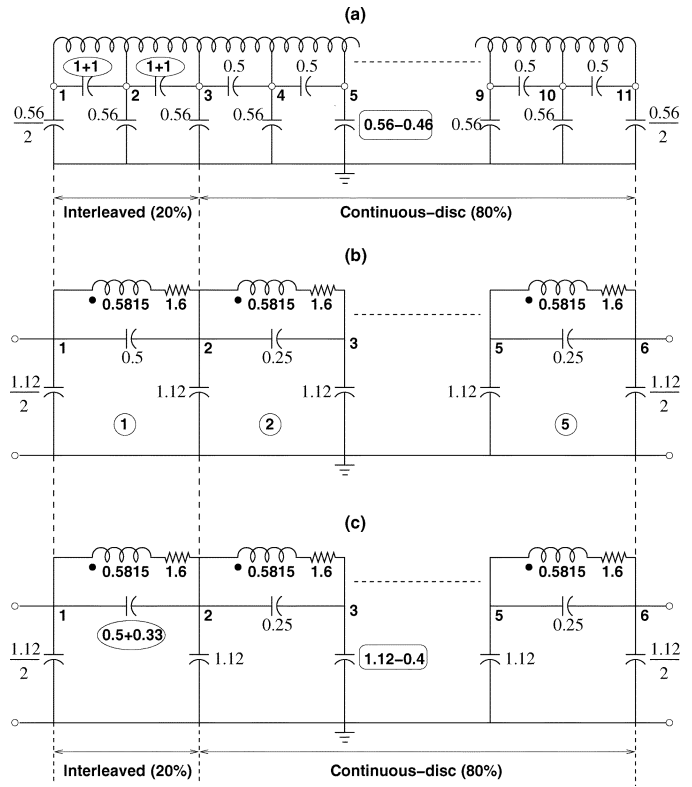 (a)
1+1 1+1 0.5 0.5 0.5 0.5
1 2 3 4 5 9 10 11
0.56/2 0.56 0.56 0.56 0.56−0.46 0.56 0.56 0.56/2
Interleaved (20%) Continuous−disc (80%)
(b)
0.5815 1.6 0.5815 1.6 0.5815 1.6
1 2 3 5 6
0.5 0.25 0.25
1.12/2 1.12 1.12 1.12 1.12/2
1 2 5
(c)
0.5815 1.6 0.5815 1.6 0.5815 1.6
1 2 3 5 6
0.5+0.33 0.25 0.25
1.12/2 1.12 1.12−0.4 1.12 1.12/2
Interleaved (20%) Continuous−disc (80%)